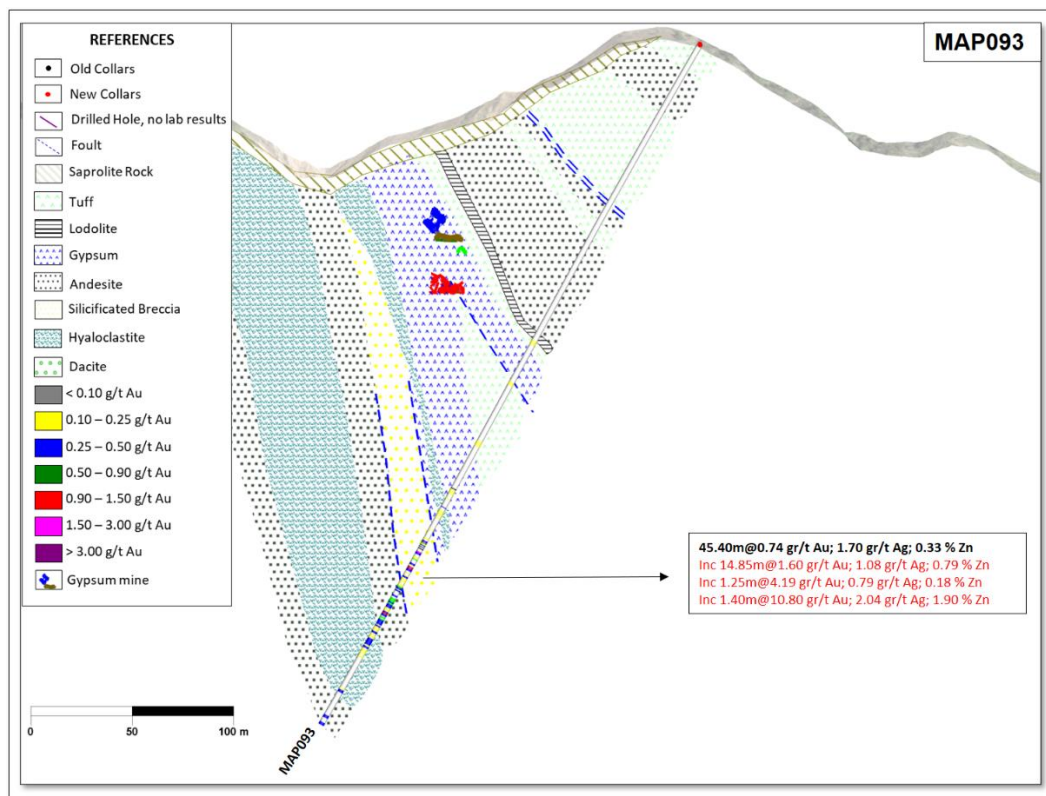 MAP093
REFERENCES
Old Collars
New Collars
Drilled Hole, no lab results
Foult
Saprolite Rock
Tuff
Lodolite
Gypsum
Andesite
Silicificated Breccia
Hyaloclastite
Dacite
< 0.10 g/t Au
0.10 – 0.25 g/t Au
0.25 – 0.50 g/t Au
0.50 – 0.90 g/t Au
0.90 – 1.50 g/t Au
1.50 – 3.00 g/t Au
> 3.00 g/t Au
Gypsum mine
45.40m@0.74 gr/t Au; 1.70 gr/t Ag; 0.33 % Zn
Inc 14.85m@1.60 gr/t Au; 1.08 gr/t Ag; 0.79 % Zn
Inc 1.25m@4.19 gr/t Au; 0.79 gr/t Ag; 0.18 % Zn
Inc 1.40m@10.80 gr/t Au; 2.04 gr/t Ag; 1.90 % Zn
0 50 100 m
MAP093